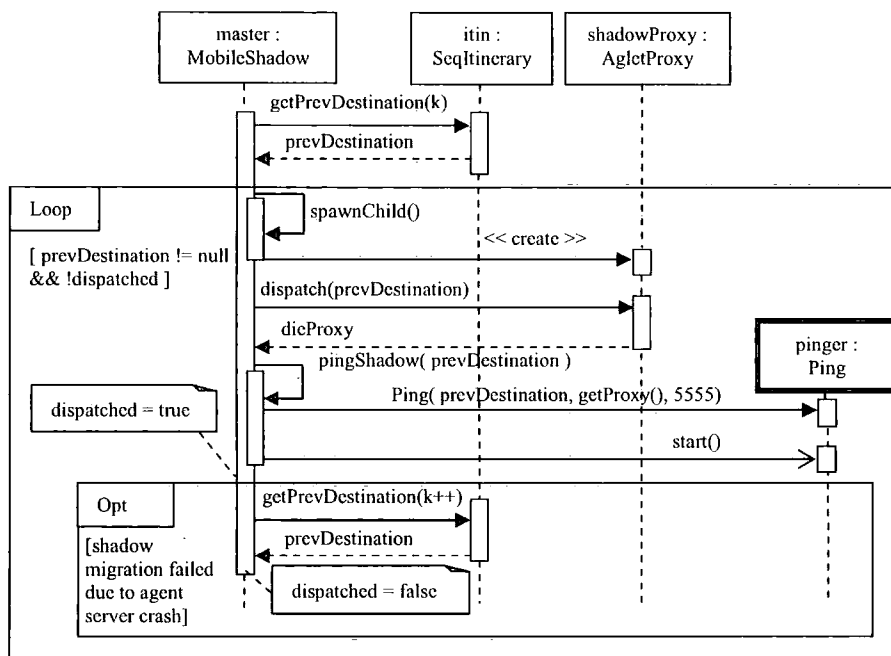 master :
MobileShadow
itin :
SeqItinerary
shadowProxy :
AgletProxy
getPrevDestination(k)
prevDestination
Loop
spawnChild()
[ prevDestination != null
&& !dispatched ]
<< create >>
dispatch(prevDestination)
dieProxy
pingShadow( prevDestination )
pinger :
Ping
dispatched = true
Ping( prevDestination, getProxy(), 5555)
start()
Opt
getPrevDestination(k++)
[shadow
migration failed
due to agent
server crash]
prevDestination
dispatched = false